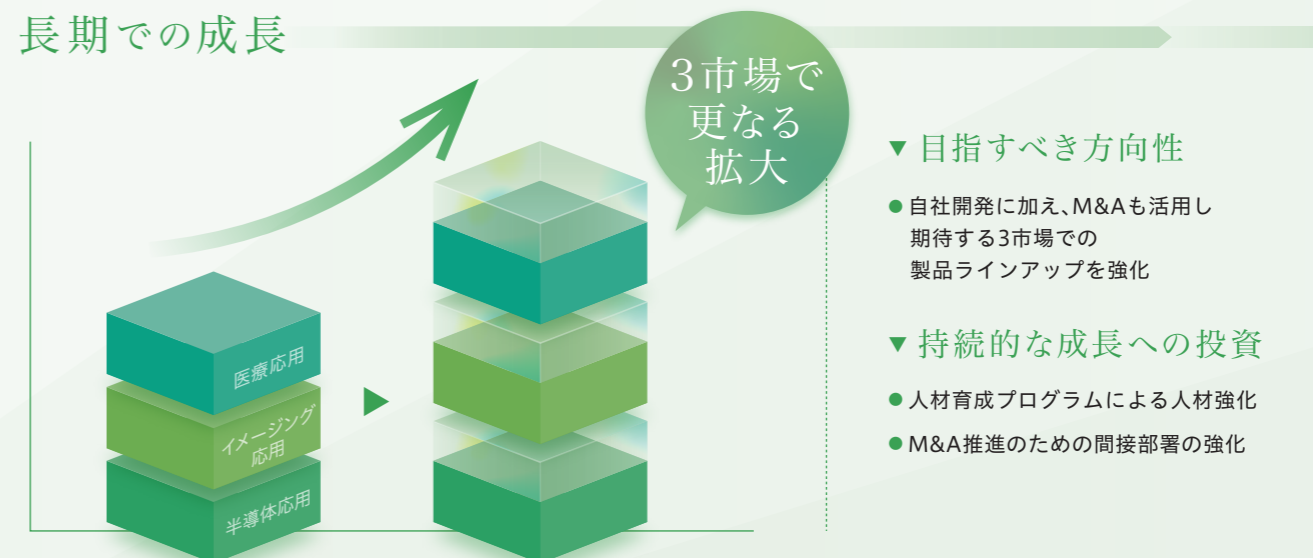 長期での成長
3市場で
更なる
拡大
医療応用
イメージング
応用
半導体応用
▼ 目指すべき方向性
● 自社開発に加え、M&Aも活用し
期待する3市場での
製品ラインアップを強化
▼ 持続的な成長への投資
● 人材育成プログラムによる人材強化
● M&A推進のための間接部署の強化